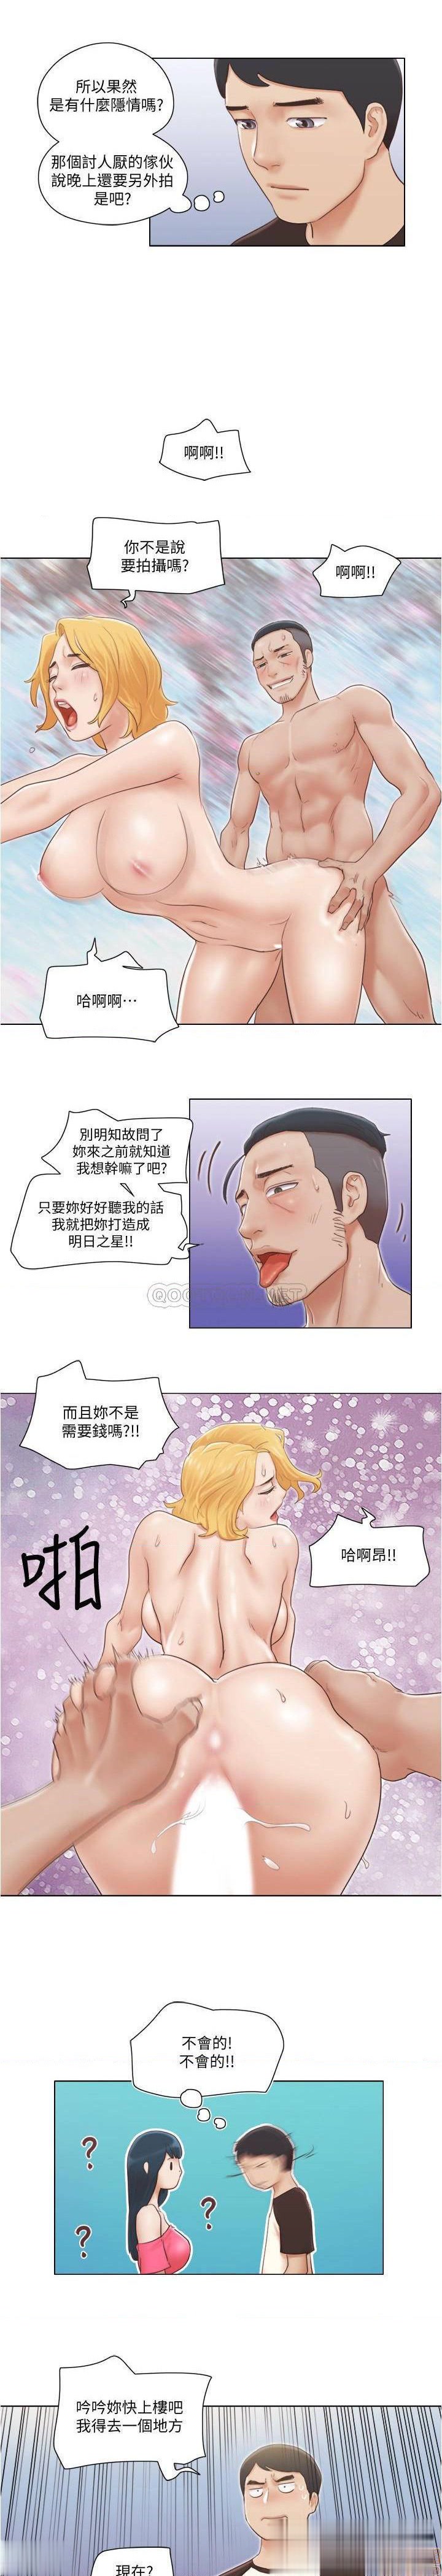 所以果然
是有什麼隱情嗎?
那個討人厭的傢伙
說晚上還要另外拍
是吧?
啊啊!!
你不是說
要拍攝嗎?
啊啊!!
哈啊啊…
別明知故問了
妳來之前就知道
我想幹嘛了吧?
只要妳好好聽我的話
我就把妳打造成
明日之星!!
而且妳不是
需要錢嗎?!!
啪
哈啊昂!!
不會的!
不會的!!
?
?
?
吟吟妳快上樓吧
我得去一個地方
現在?